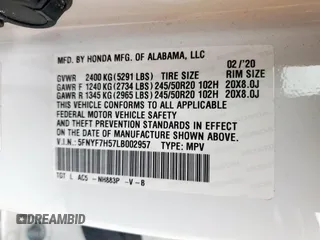 MFD. BY HONDA MFG. OF ALABAMA, LLC 02/'20
GVWR 2400 KG (5291 LBS) TIRE SIZE RIM SIZE
GAWR F 1240 KG (2734 LBS) 245/50R20 102H 20X8.0J
GAWR R 1345 KG (2965 LBS) 245/50R20 102H 20X8.0J
THIS VEHICLE CONFORMS TO ALL APPLICABLE FEDERAL
MOTOR VEHICLE SAFETY AND THEFT PREVENTION STANDARDS
IN EFFECT ON THE DATE OF MANUFACTURE SHOWN ABOVE.
V.I.N.: 5FNYF7H57LB002957 TYPE: MPV
AC5 NH883P -V-B
DREAMBID